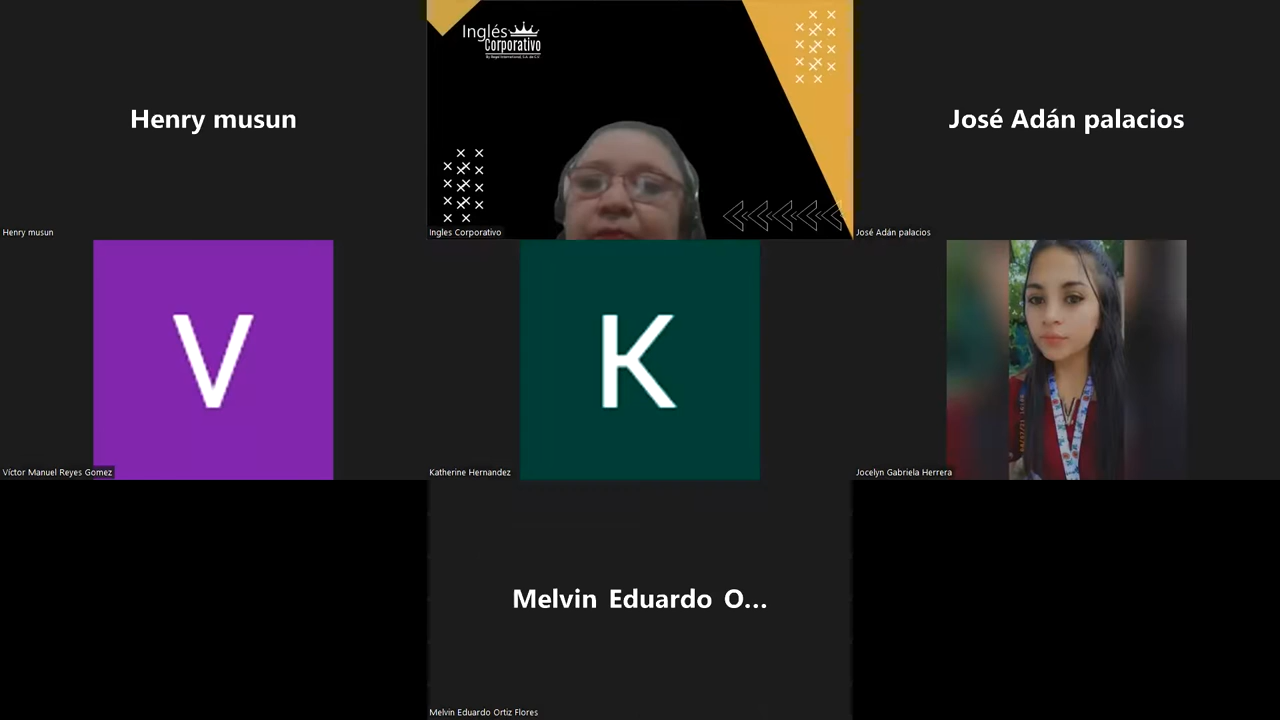 Henry musun
Henry musun
Inglés
Corporativo
Ingles Corporativo
José Adán palacios
José Adán palacios
V
Víctor Manuel Reyes Gomez
K
Katherine Hernandez
Jocelyn Gabriela Herrera
Melvin Eduardo O...
Melvin Eduardo Ortiz Flores